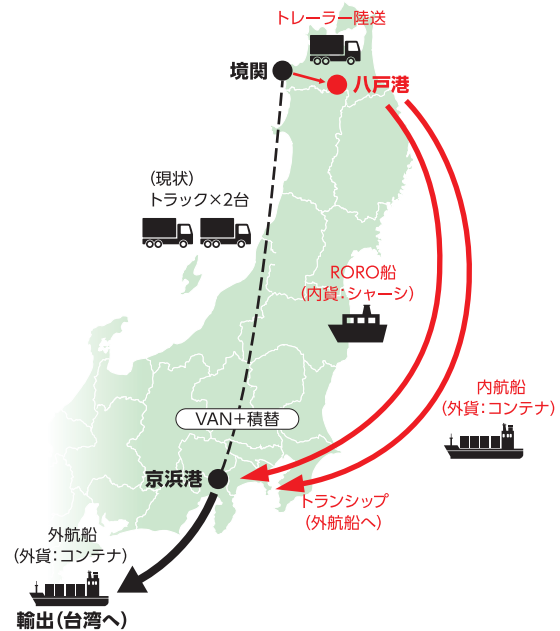 トレーラー陸送
境関
八戸港
(現状)
トラック×2台
RORO船
(内貨:シャーシ)
内航船
(外貨:コンテナ)
VAN+積替
京浜港
トランシップ
(外航船へ)
外航船
(外貨:コンテナ)
輸出(台湾へ)